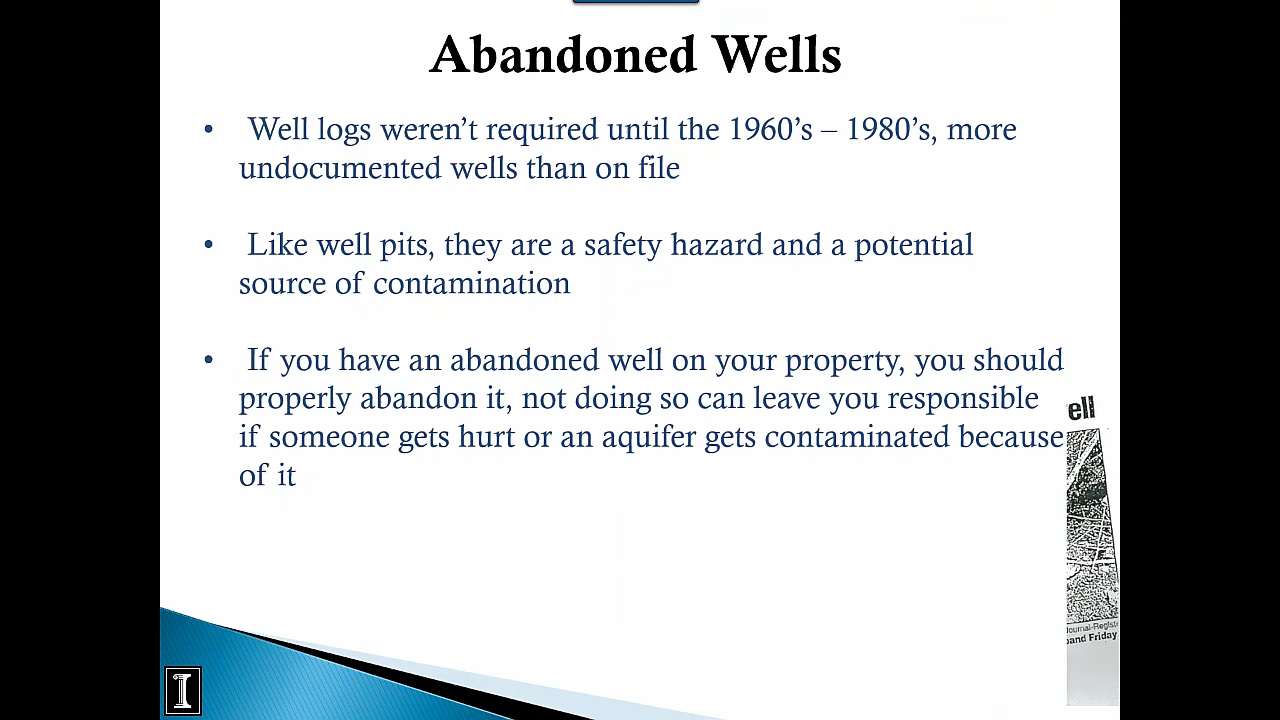 Abandoned Wells
• Well logs weren’t required until the 1960’s – 1980’s, more
undocumented wells than on file
• Like well pits, they are a safety hazard and a potential
source of contamination
• If you have an abandoned well on your property, you should
properly abandon it, not doing so can leave you responsible
if someone gets hurt or an aquifer gets contaminated because
of it
ell
Journal-Registe
band Friday
I